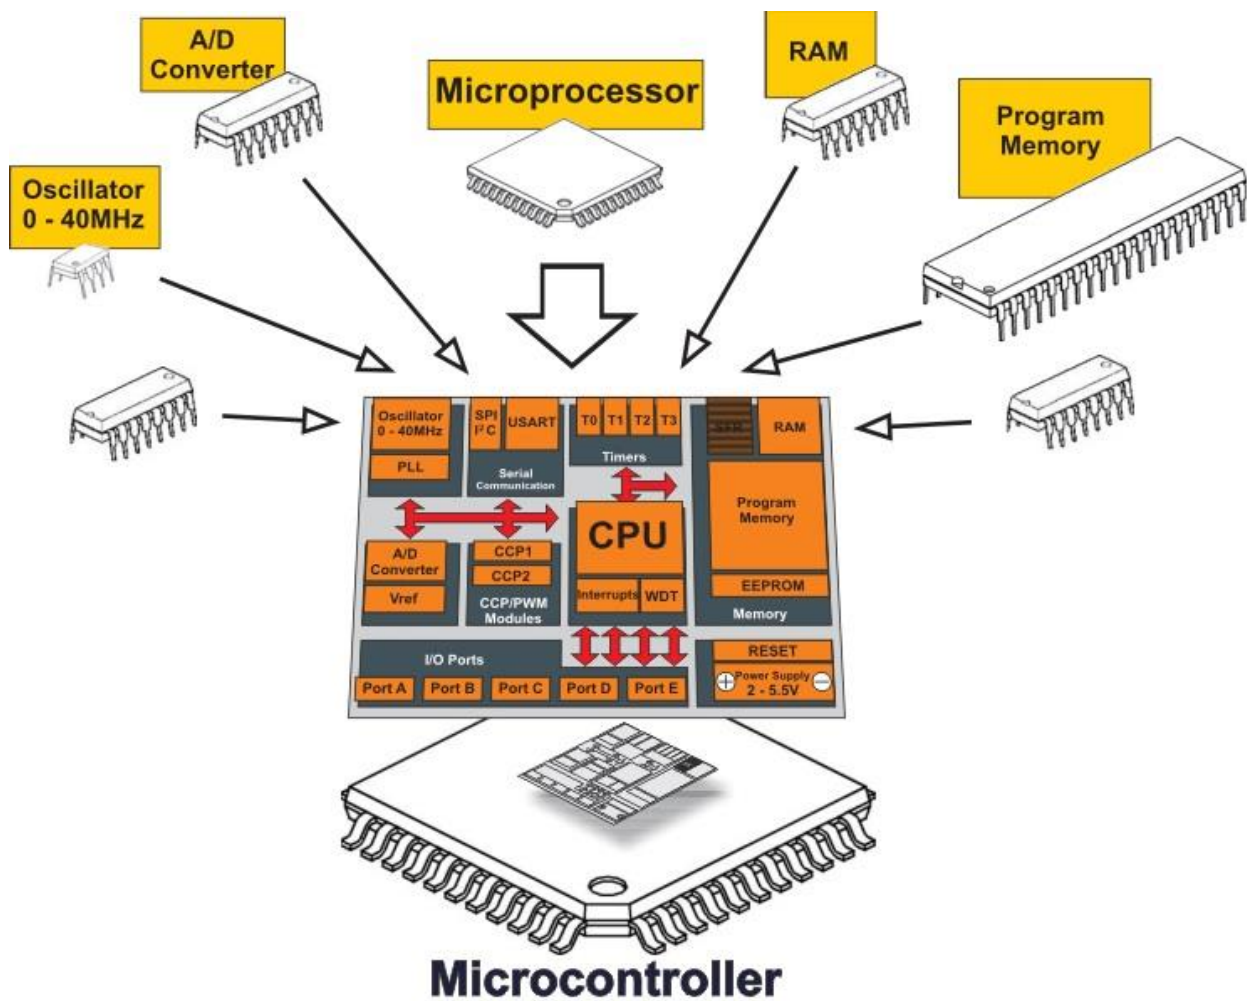 A/D
Converter
Microprocessor
RAM
Program
Memory
Oscillator
0 - 40MHz
Oscillator
0 - 40MHz
PLL
SPI
I²C
USART
Serial
Communication
T0 T1 T2 T3
Timers
RAM
Program
Memory
EEPROM
Memory
CPU
Interrupts WDT
A/D
Converter
Vref
CCP1
CCP2
CCP/PWM
Modules
I/O Ports
Port A Port B Port C Port D Port E
RESET
+ Power Supply −
2 - 5.5V
Microcontroller